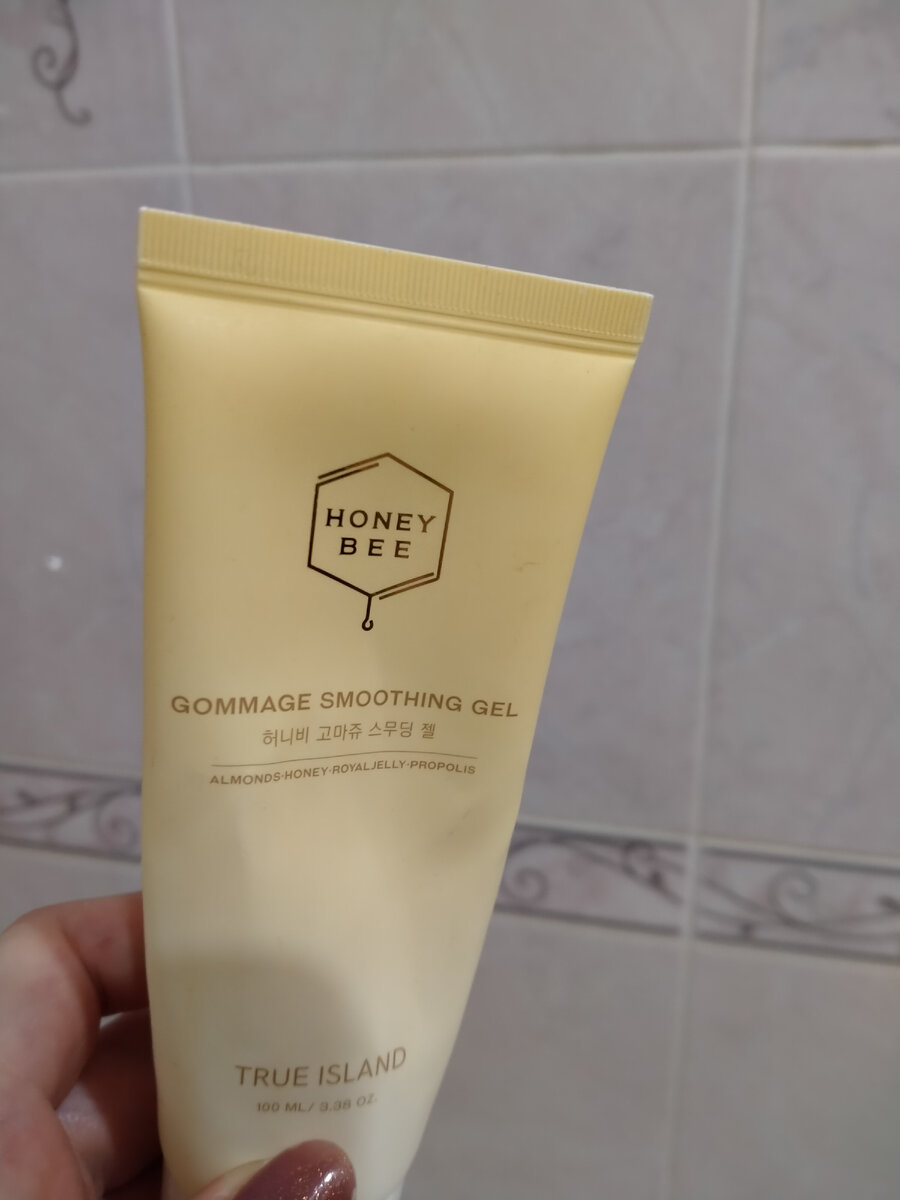 HONEY
BEE
GOMMAGE SMOOTHING GEL
허니비 고마쥬 스무딩 젤
ALMONDS·HONEY·ROYALJELLY·PROPOLIS
TRUE ISLAND
100 ML/ 3.38 OZ.